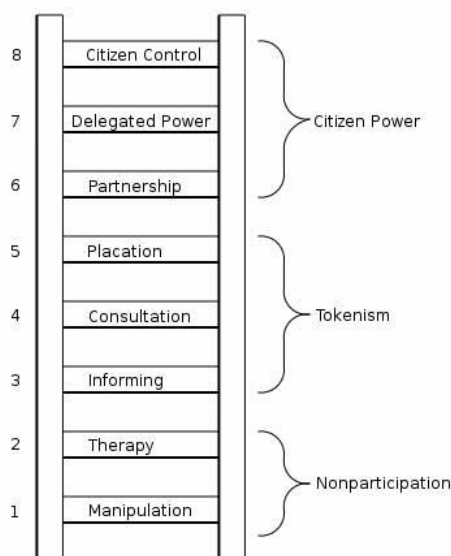 8 Citizen Control
7 Delegated Power
Citizen Power
6 Partnership
5 Placation
4 Consultation
Tokenism
3 Informing
2 Therapy
Nonparticipation
1 Manipulation